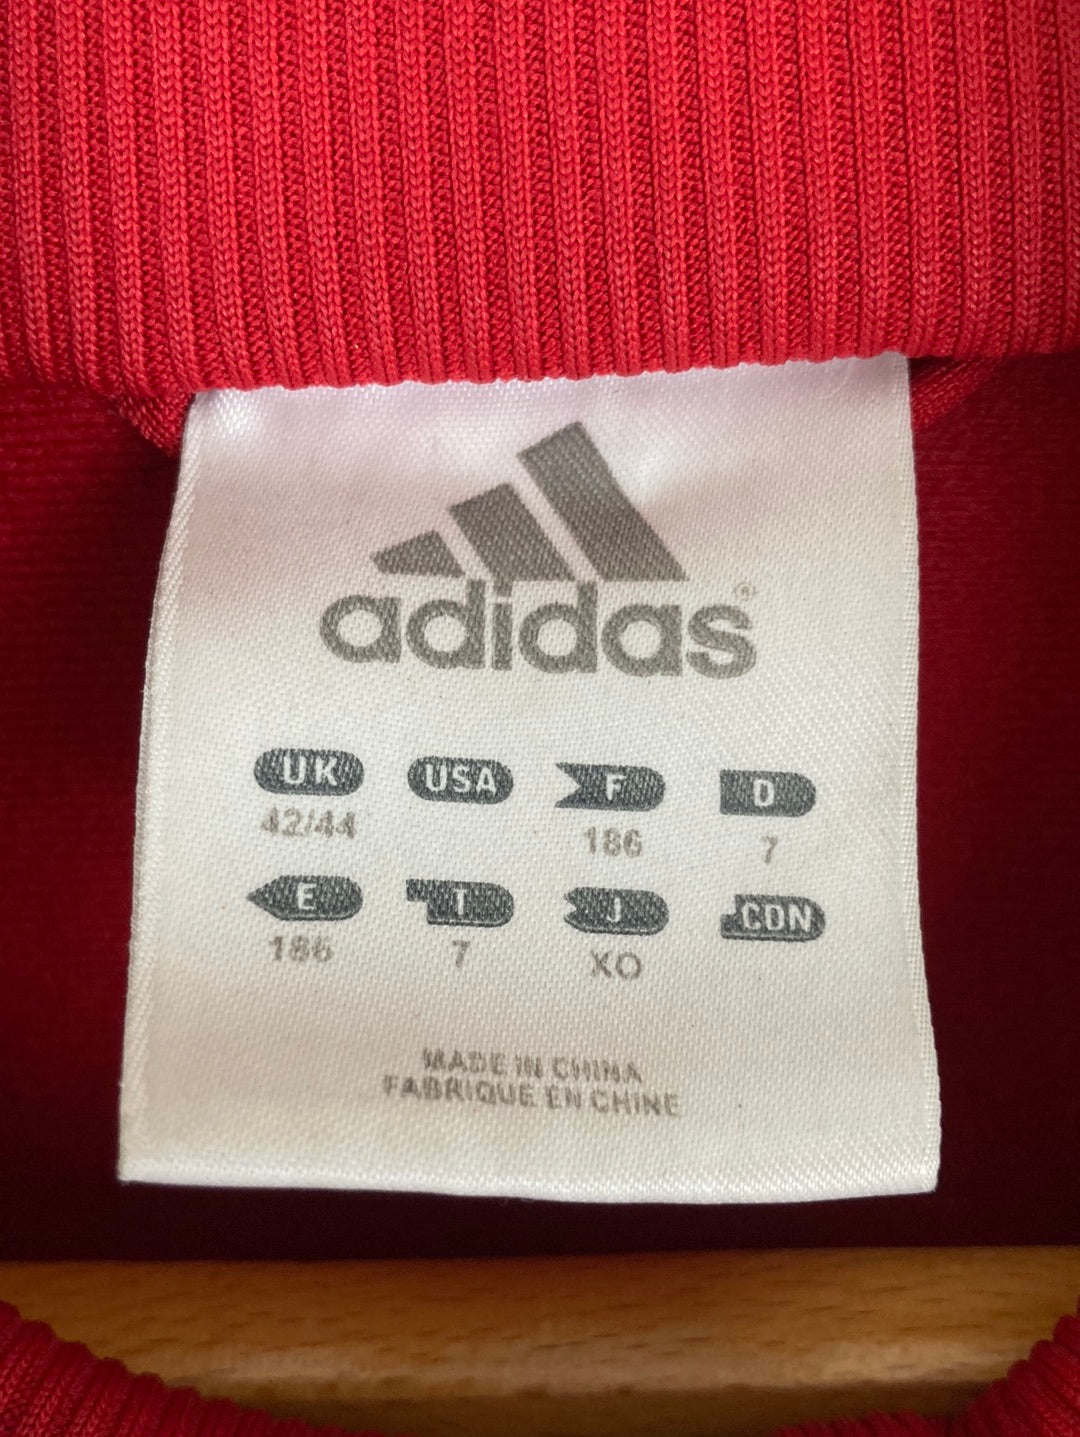 adidas®
UK USA F D
42/44 186 7
E T J CDN
186 7 XO
MADE IN CHINA
FABRIQUE EN CHINE